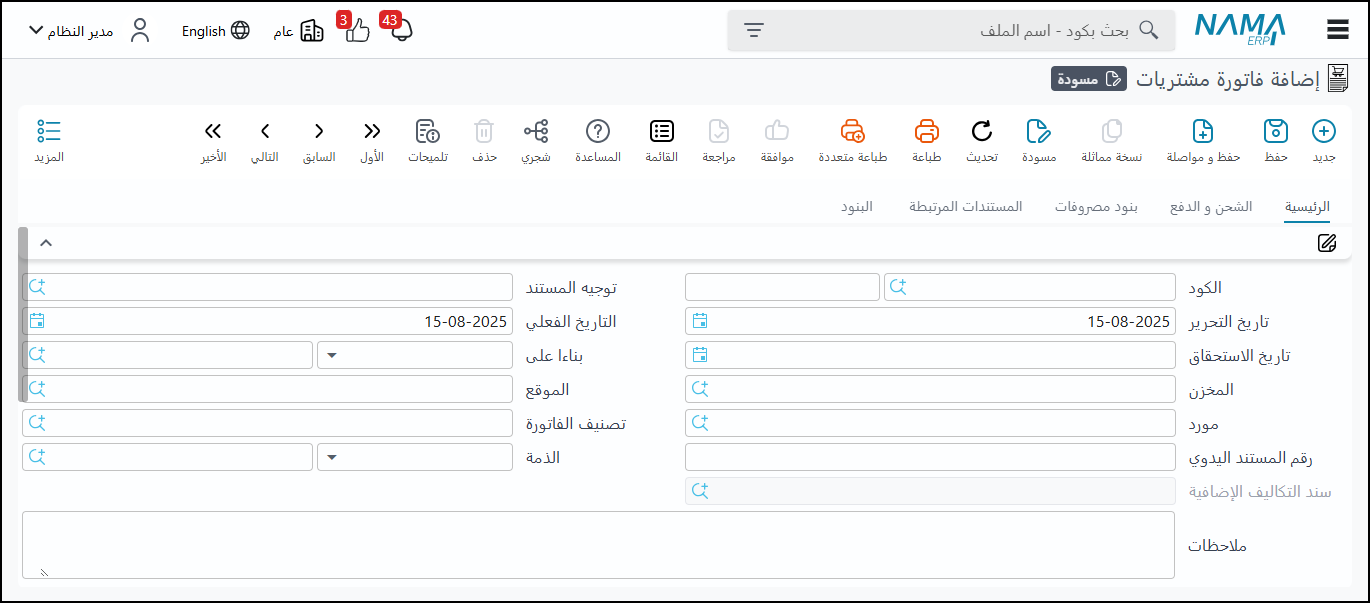 NAMA ERP بحث بكود - اسم الملف 43 3 عام English مدير النظام
إضافة فاتورة مشتريات مسودة
جديد حفظ حفظ و مواصلة نسخة مماثلة مسودة تحديث طباعة طباعة متعددة موافقة مراجعة القائمة المساعدة شجري حذف تلميحات الأول السابق التالي الأخير المزيد
الرئيسية الشحن و الدفع بنود مصروفات المستندات المرتبطة البنود
الكود توجيه المستند
تاريخ التحرير 15-08-2025 التاريخ الفعلي 15-08-2025
تاريخ الاستحقاق بناءا على
المخزن الموقع
مورد تصنيف الفاتورة
رقم المستند اليدوي الذمة
سند التكاليف الإضافية
ملاحظات